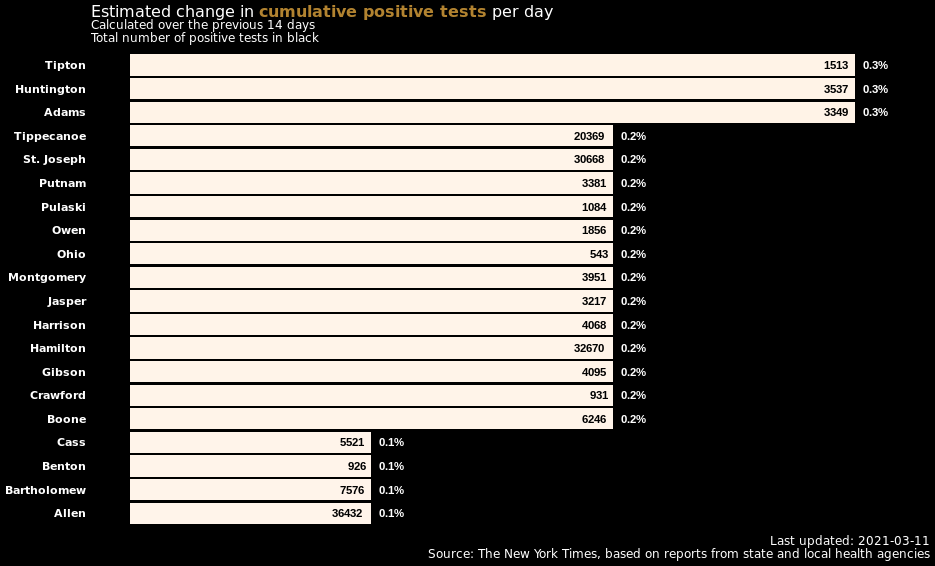 Estimated change in cumulative positive tests per day
Calculated over the previous 14 days
Total number of positive tests in black
Tipton 1513 0.3%
Huntington 3537 0.3%
Adams 3349 0.3%
Tippecanoe 20369 0.2%
St. Joseph 30668 0.2%
Putnam 3381 0.2%
Pulaski 1084 0.2%
Owen 1856 0.2%
Ohio 543 0.2%
Montgomery 3951 0.2%
Jasper 3217 0.2%
Harrison 4068 0.2%
Hamilton 32670 0.2%
Gibson 4095 0.2%
Crawford 931 0.2%
Boone 6246 0.2%
Cass 5521 0.1%
Benton 926 0.1%
Bartholomew 7576 0.1%
Allen 36432 0.1%
Last updated: 2021-03-11
Source: The New York Times, based on reports from state and local health agencies